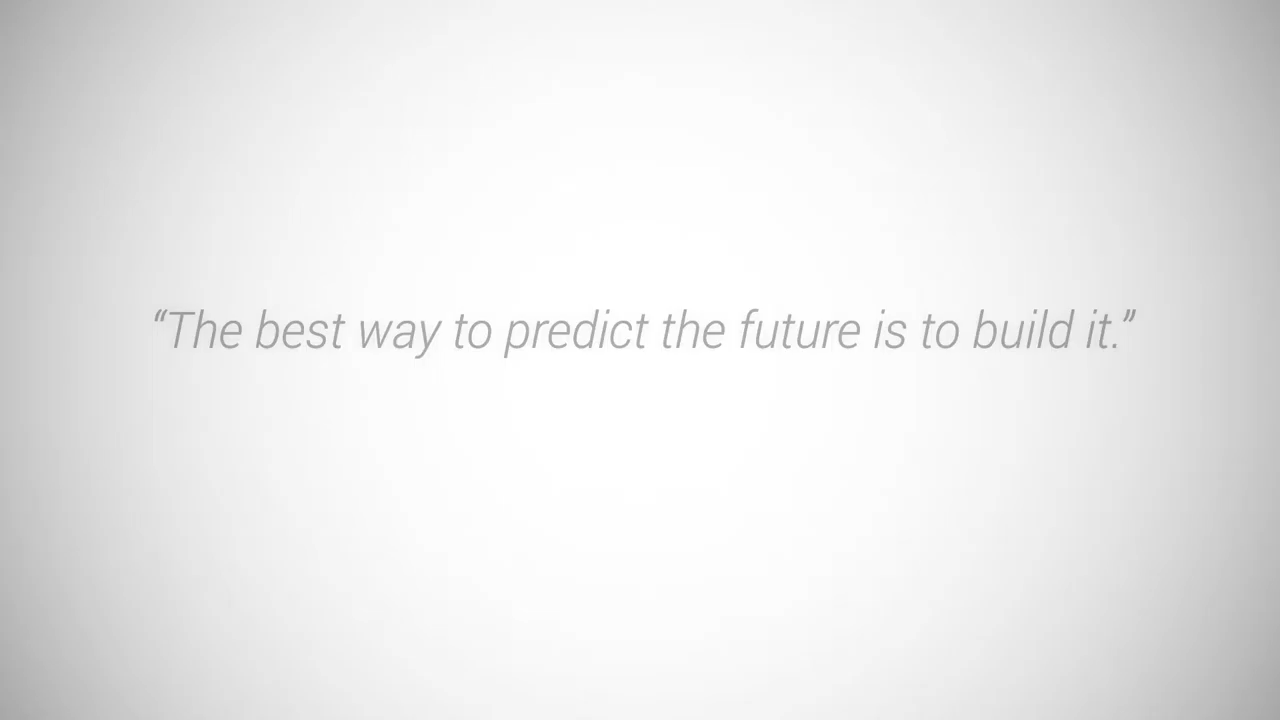 “The best way to predict the future is to build it.”